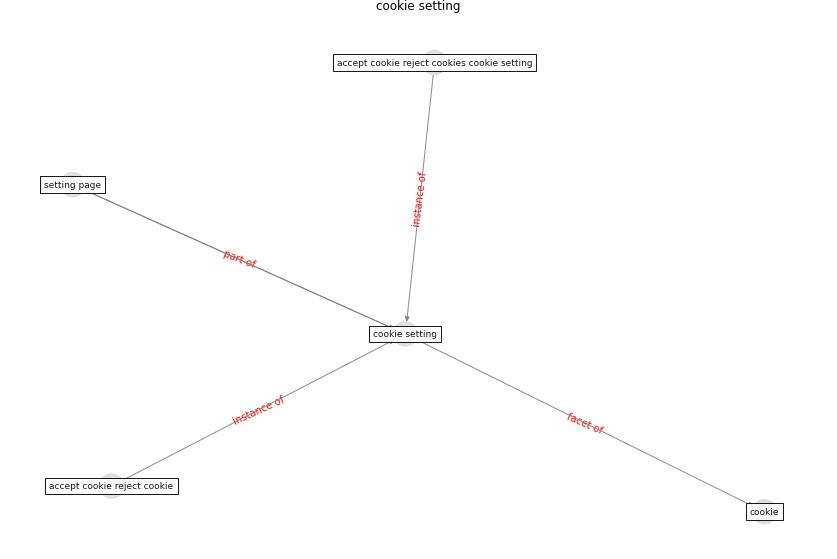 cookie setting
accept cookie reject cookies cookie setting
instance of
setting page
part of
cookie setting
instance of
facet of
accept cookie reject cookie
cookie